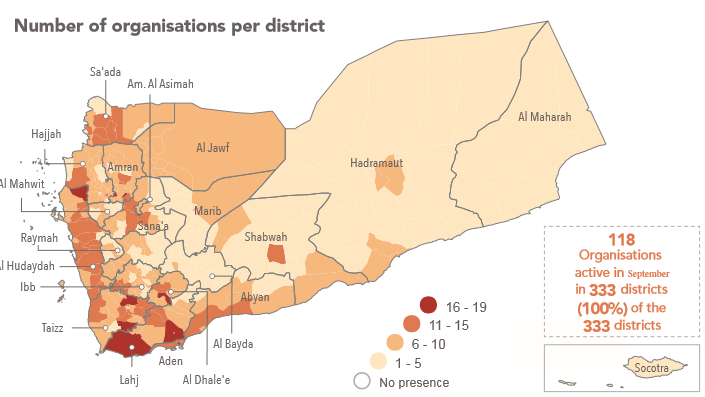 Number of organisations per district
Sa'ada
Am. Al Asimah
Hajjah
Al Maharah
Al Jawf
Amran
Hadramaut
Al Mahwit
Marib
Sana'a
Shabwah
Raymah
Al Hudaydah
Ibb
Abyan
Taizz
Al Bayda
Aden
Lahj
Al Dhale'e
16 - 19
11 - 15
6 - 10
1 - 5
No presence
118
Organisations
active in September
in 333 districts
(100%) of the
333 districts
Socotra